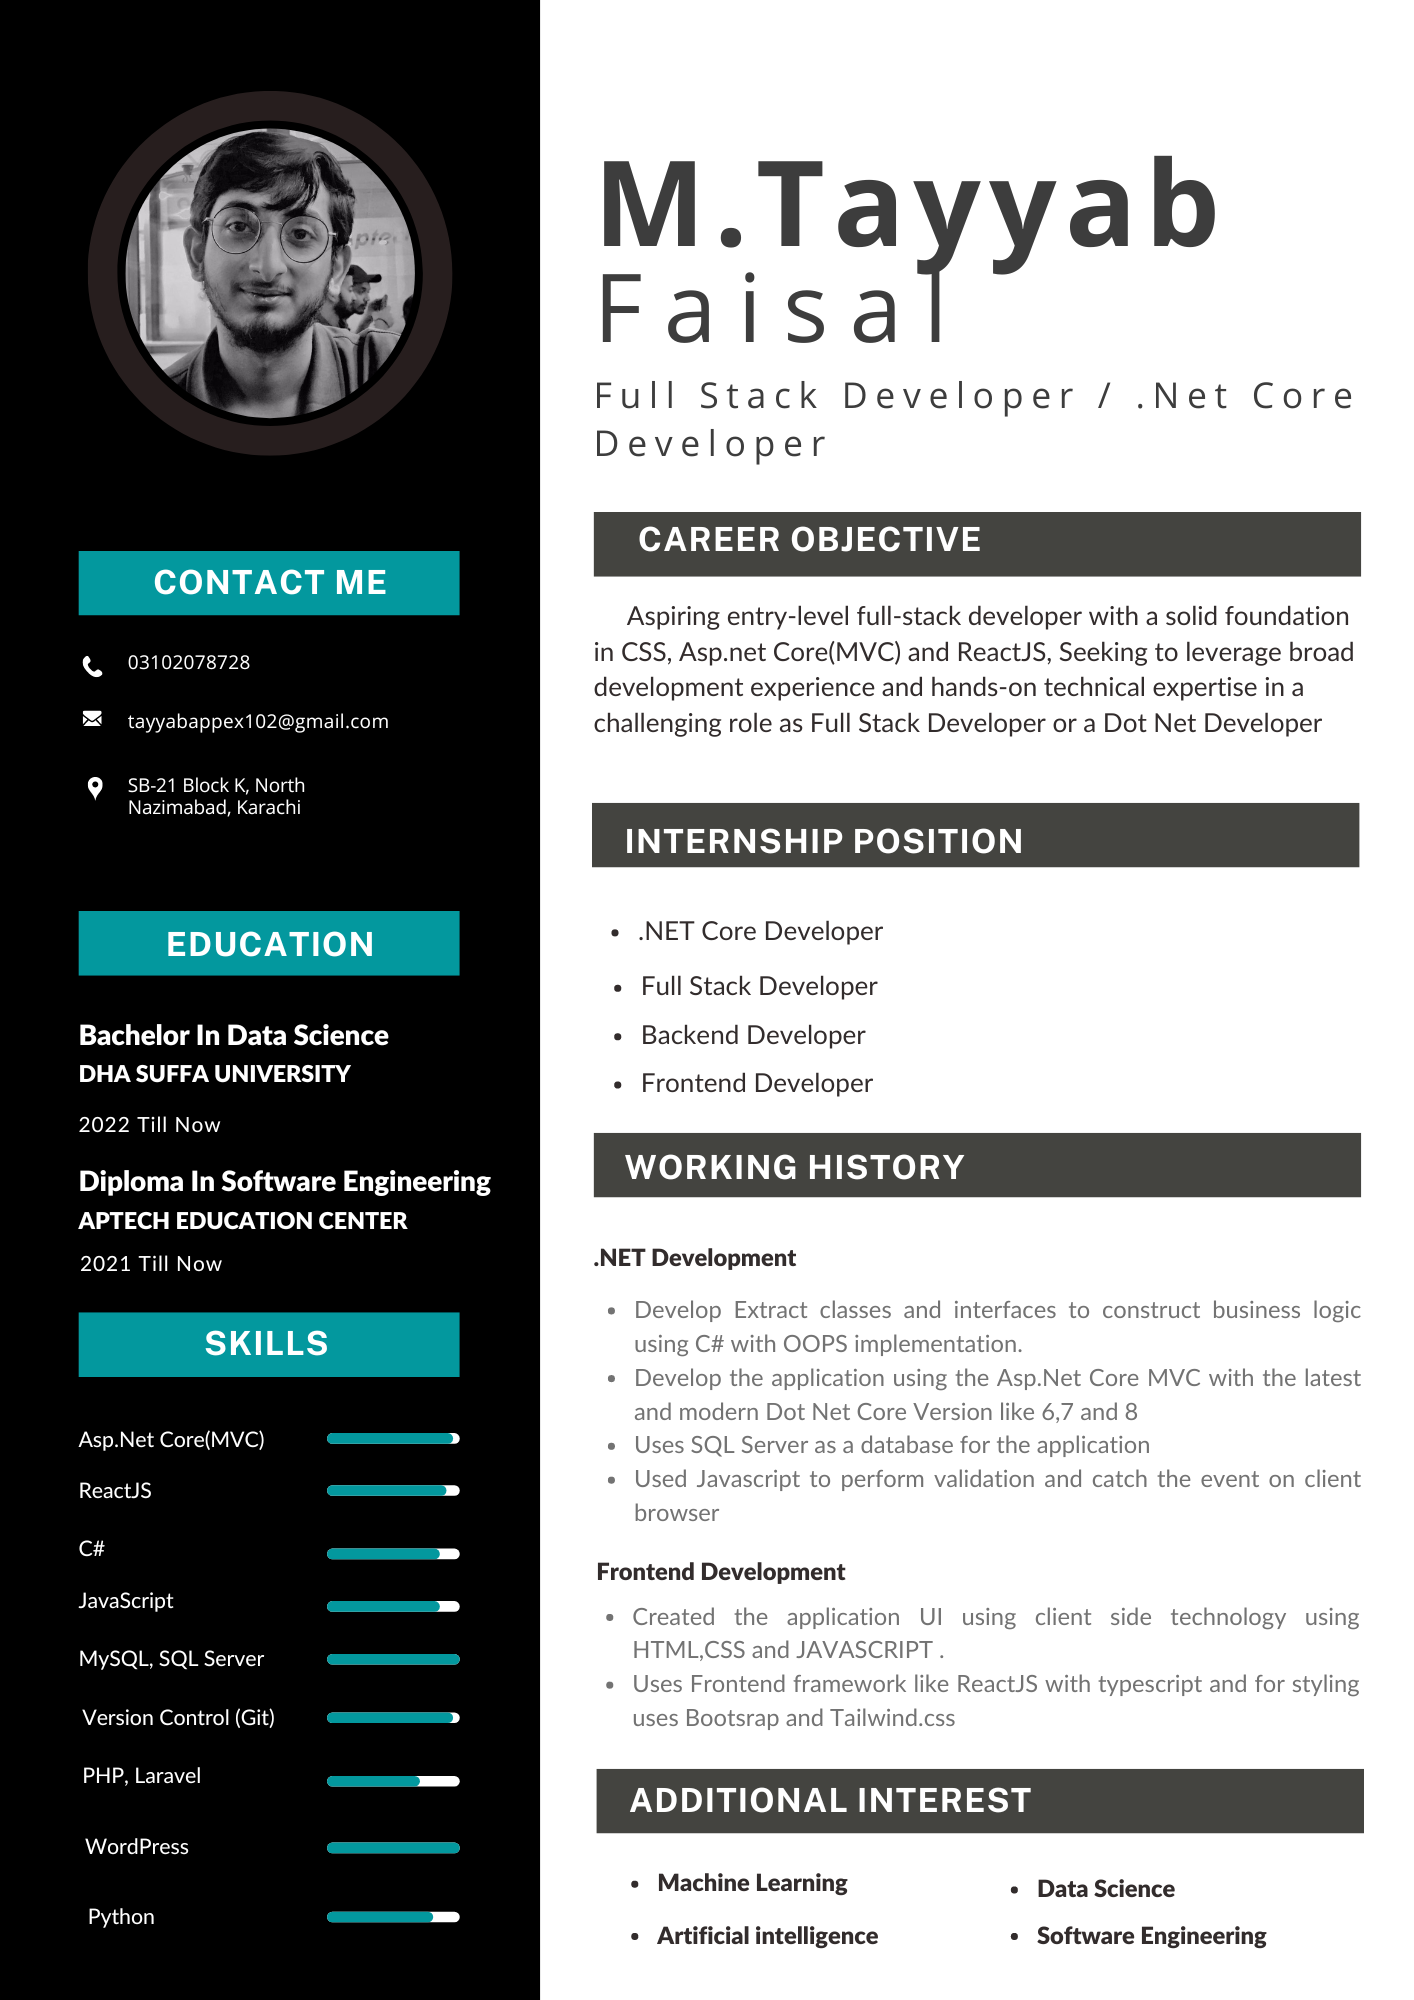 M.Tayyab
Faisal
Full Stack Developer / .Net Core
Developer
CONTACT ME
03102078728
tayyabappex102@gmail.com
SB-21 Block K, North
Nazimabad, Karachi
EDUCATION
Bachelor In Data Science
DHA SUFFA UNIVERSITY
2022 Till Now
Diploma In Software Engineering
APTECH EDUCATION CENTER
2021 Till Now
SKILLS
Asp.Net Core(MVC)
ReactJS
C#
JavaScript
MySQL, SQL Server
Version Control (Git)
PHP, Laravel
WordPress
Python
CAREER OBJECTIVE
Aspiring entry-level full-stack developer with a solid foundation
in CSS, Asp.net Core(MVC) and ReactJS, Seeking to leverage broad
development experience and hands-on technical expertise in a
challenging role as Full Stack Developer or a Dot Net Developer
INTERNSHIP POSITION
• .NET Core Developer
• Full Stack Developer
• Backend Developer
• Frontend Developer
WORKING HISTORY
.NET Development
• Develop Extract classes and interfaces to construct business logic
using C# with OOPS implementation.
• Develop the application using the Asp.Net Core MVC with the latest
and modern Dot Net Core Version like 6,7 and 8
• Uses SQL Server as a database for the application
• Used Javascript to perform validation and catch the event on client
browser
Frontend Development
• Created the application UI using client side technology using
HTML,CSS and JAVASCRIPT .
• Uses Frontend framework like ReactJS with typescript and for styling
uses Bootsrap and Tailwind.css
ADDITIONAL INTEREST
• Machine Learning
• Data Science
• Artificial intelligence
• Software Engineering